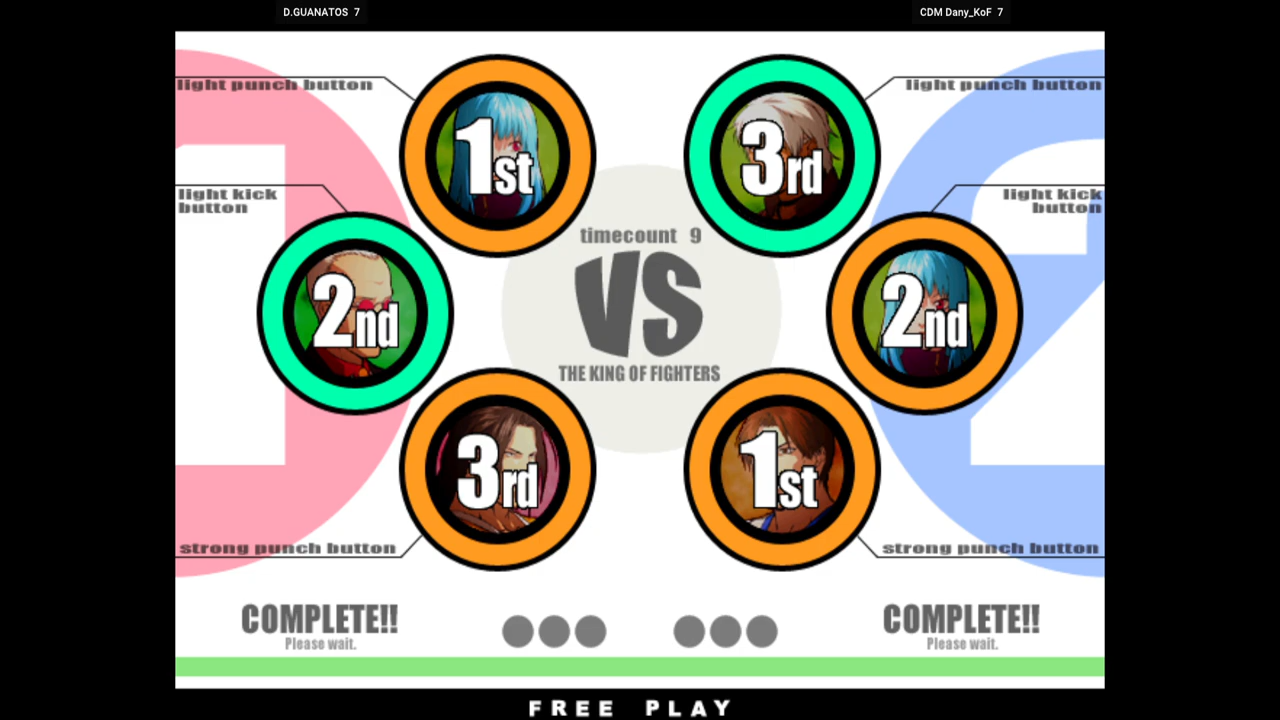 D.GUANATOS 7
CDM Dany_KoF 7
light punch button
light punch button
1st
3rd
light kick
button
light kick
button
timecount 9
VS
THE KING OF FIGHTERS
2nd
2nd
3rd
1st
strong punch button
strong punch button
COMPLETE!!
Please wait.
COMPLETE!!
Please wait.
1
2
FREE PLAY